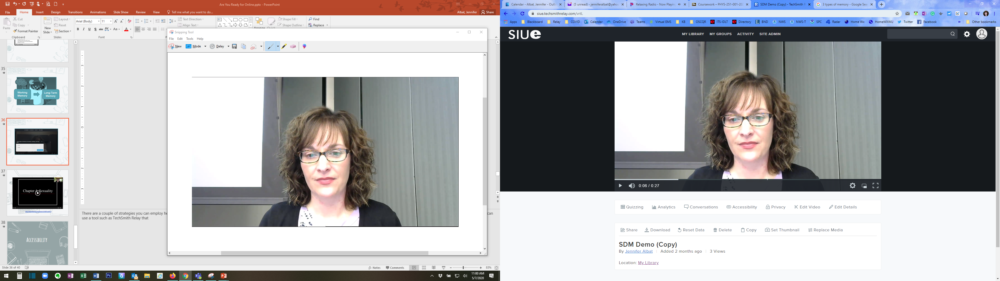 Are You Ready for Online.pptx - PowerPoint
File Home Insert Design Transitions Animations Slide Show Review View Tell me what you want to do...
Albat, Jennifer Share
Paste
Cut
Copy
Format Painter
Clipboard
New
Slide
Layout
Reset
Section
Slides
Arial (Body) 11
B I U S abc AV Aa A
Font
Text Direction
Align Text
Shape Fill
Shape Outline
Find
Replace
Snipping Tool
File Edit Tools Help
New Mode Delay
35
Working
Memory
Long-Term
Memory
36
37
Chapter 4: Sexuality
38
Accessibility
There are a couple of strategies you can employ he
can
use a tool such as TechSmith Relay that
Slide 36 of 40
Notes Comments
83%
11:00 AM
5/7/2020
Calendar - Albat, Jennifer - Outlo
(5 unread) - jenniferalbat@yaho
Relaxing Radio - Now Playing
Coursework – PHYS-251-001-20
SDM Demo (Copy) - TechSmith R
3 types of memory - Google Sea
siue.techsmithrelay.com/vrtL
Apps Blackboard Relay COVID Calendar OneDrive Teams Virtual EMS KB OSCQR ITS-IDLT Directory BND NWS NWS-T SPC Radar Home Wx HomeWXWU Twitter Facebook » Other bookmarks
SIUe
MY LIBRARY MY GROUPS ACTIVITY SITE ADMIN
0:06 / 0:27
Quizzing Analytics Conversations Accessibility Privacy Edit Video Edit Details
Share Download Reset Data Delete Copy Set Thumbnail Replace Media
SDM Demo (Copy)
By Jennifer Albat Added 2 months ago 3 Views
Location: My Library